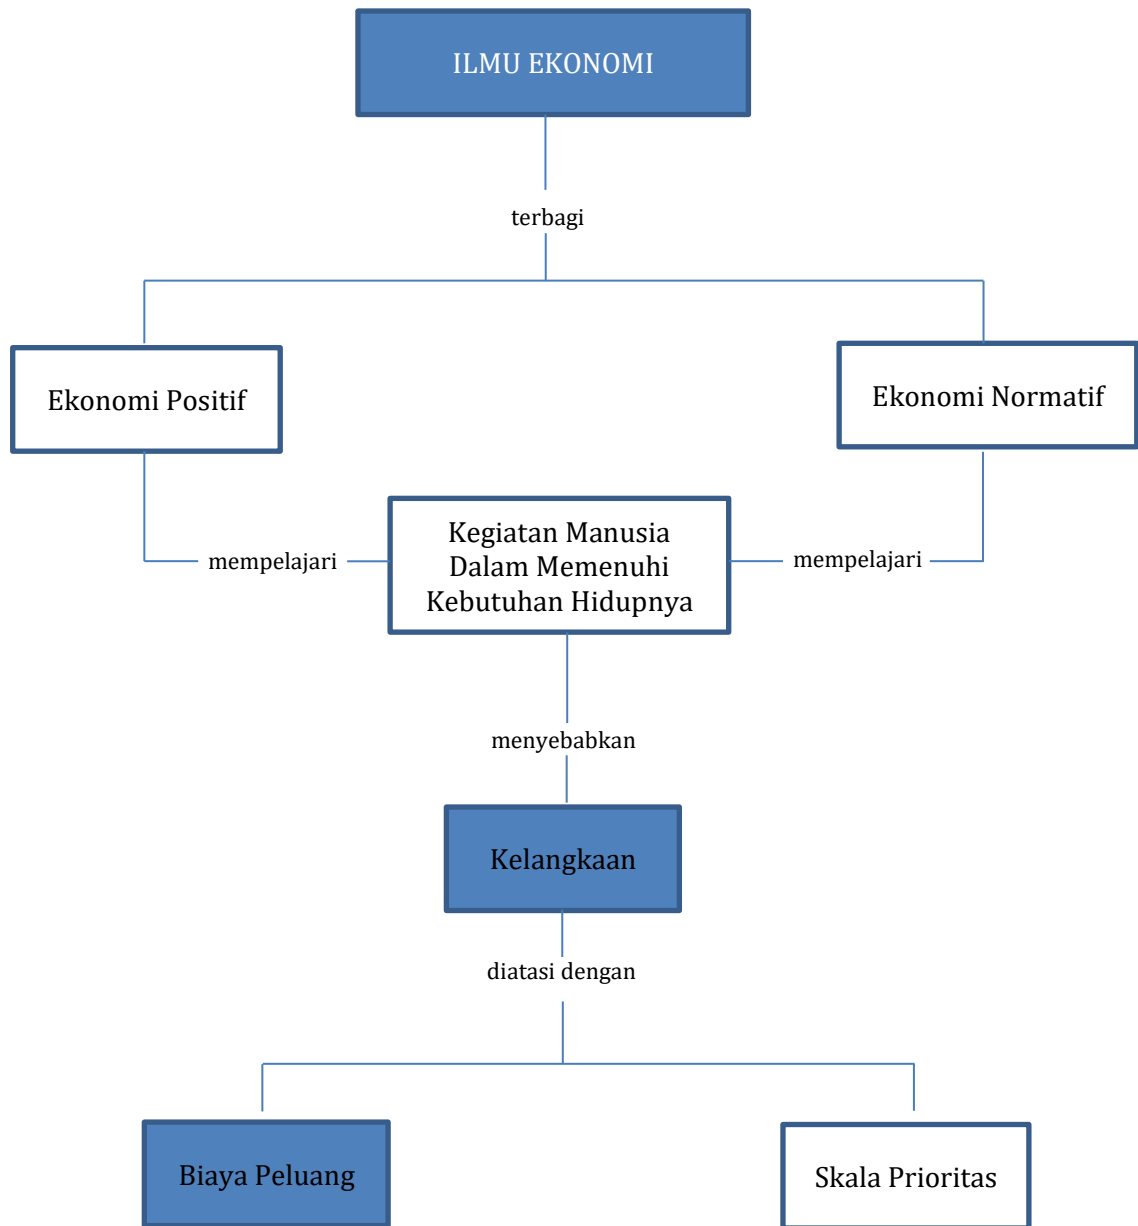 ILMU EKONOMI
terbagi
Ekonomi Positif
Ekonomi Normatif
Kegiatan Manusia
Dalam Memenuhi
Kebutuhan Hidupnya
mempelajari
mempelajari
menyebabkan
Kelangkaan
diatasi dengan
Biaya Peluang
Skala Prioritas